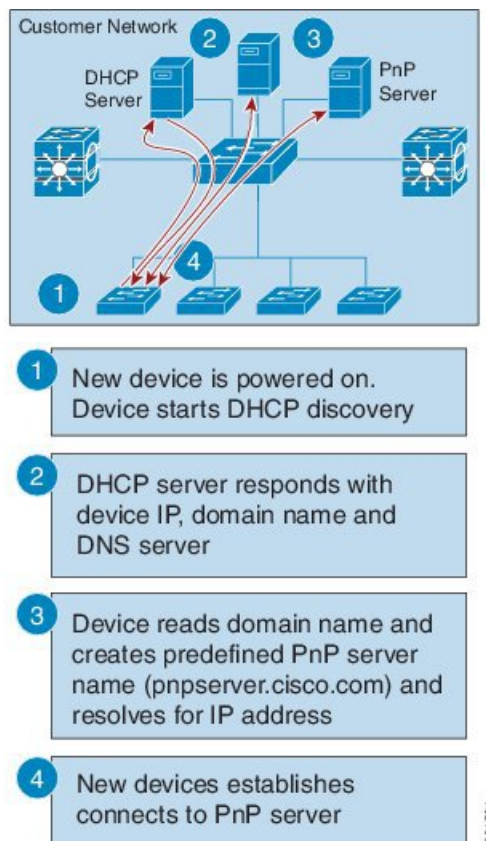 Customer Network
2
3
DHCP
Server
PnP
Server
4
1
1
New device is powered on.
Device starts DHCP discovery
2
DHCP server responds with
device IP, domain name and
DNS server
3
Device reads domain name and
creates predefined PnP server
name (pnpserver.cisco.com) and
resolves for IP address
4
New devices establishes
connects to PnP server